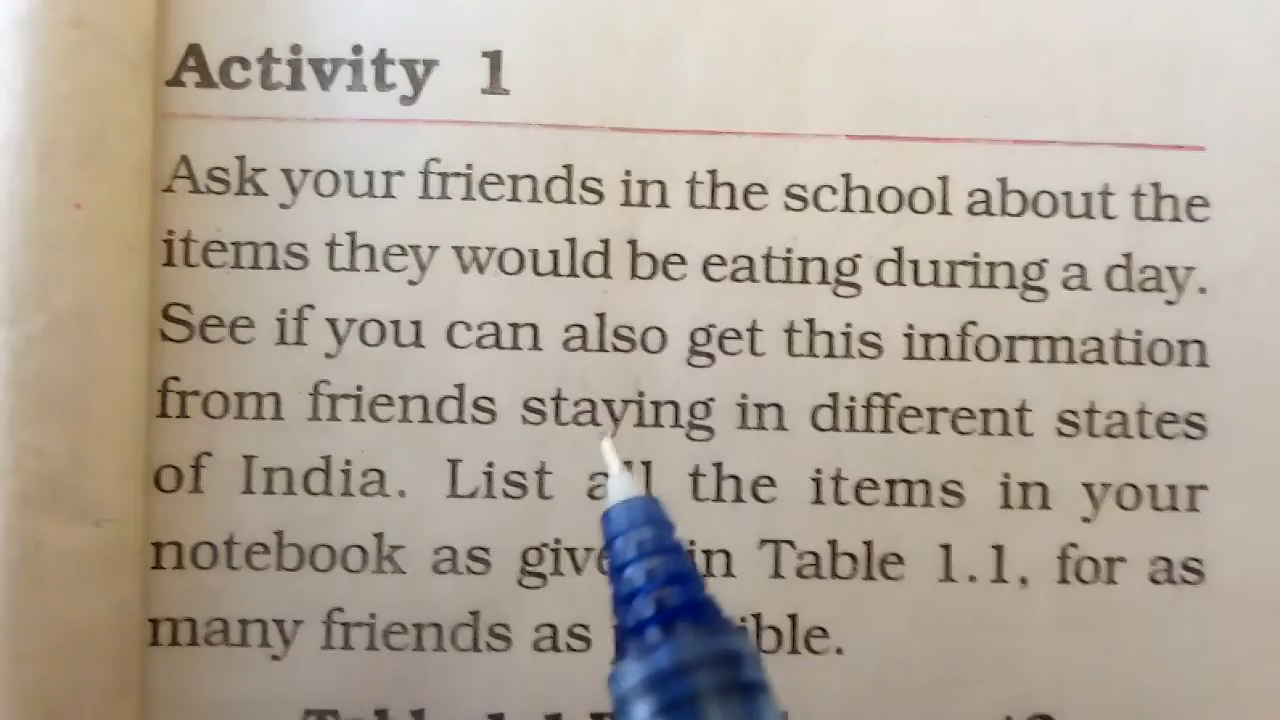 Activity 1
Ask your friends in the school about the
items they would be eating during a day.
See if you can also get this information
from friends staying in different states
of India. List all the items in your
notebook as given in Table 1.1, for as
many friends as